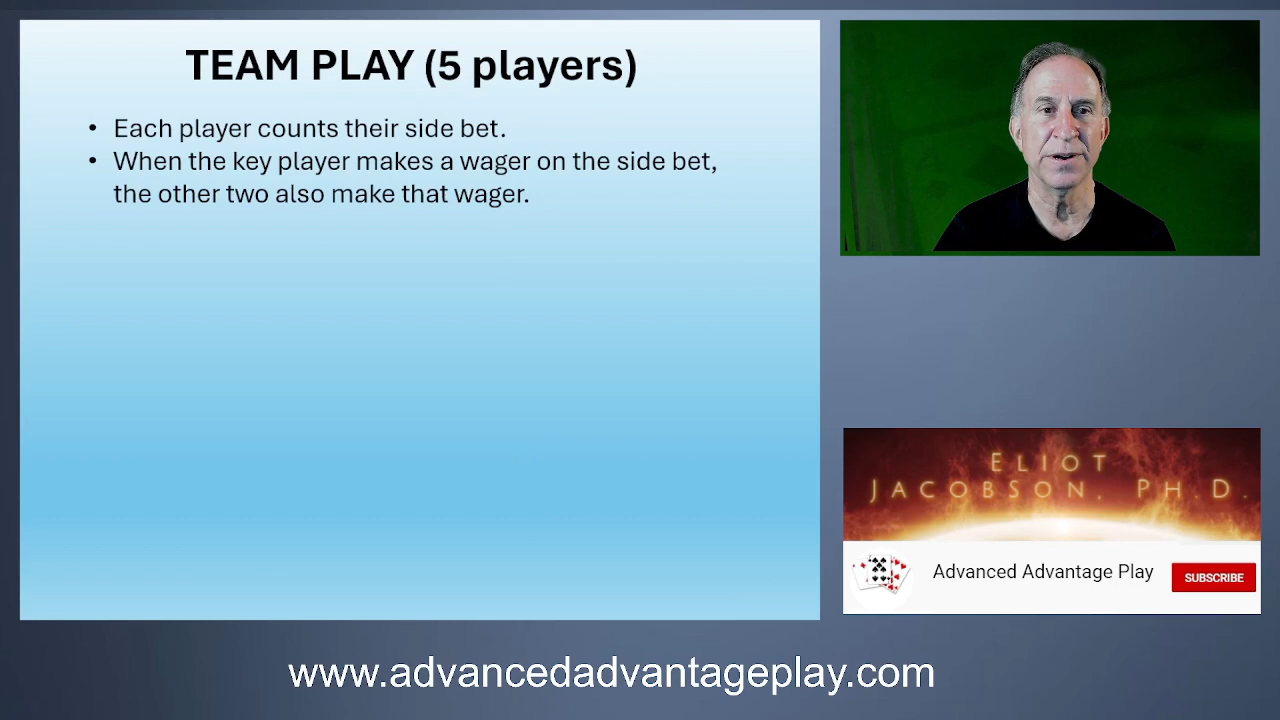 TEAM PLAY (5 players)
• Each player counts their side bet.
• When the key player makes a wager on the side bet,
the other two also make that wager.
ELIOT
JACOBSON, PH.D.
Advanced Advantage Play
SUBSCRIBE
www.advancedadvantageplay.com